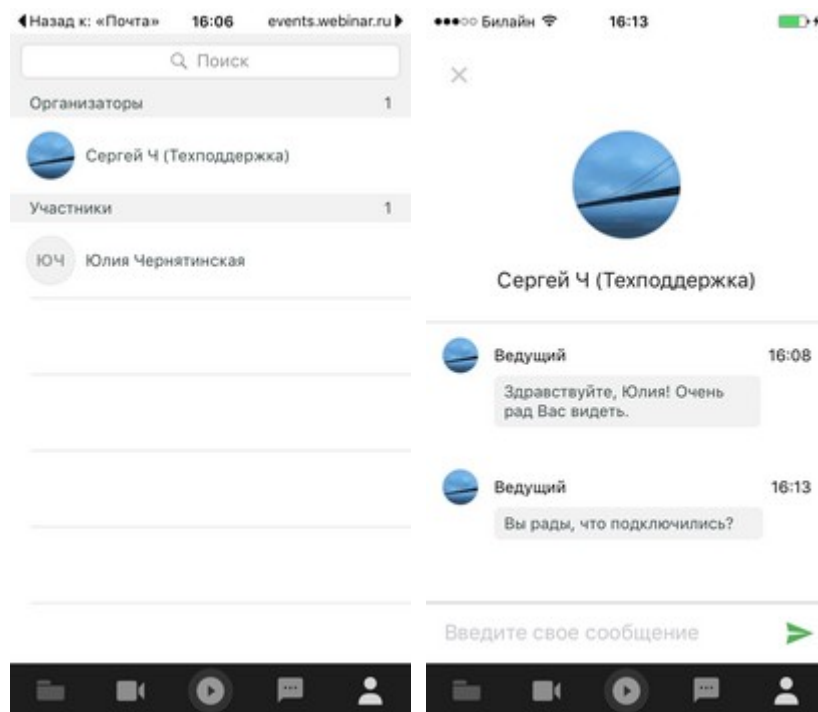 Назад к: «Почта» 16:06 events.webinar.ru
Поиск
Организаторы 1
Сергей Ч (Техподдержка)
Участники 1
ЮЧ Юлия Чернятинская
Билайн 16:13
Сергей Ч (Техподдержка)
Ведущий 16:08
Здравствуйте, Юлия! Очень
рад Вас видеть.
Ведущий 16:13
Вы рады, что подключились?
Введите свое сообщение